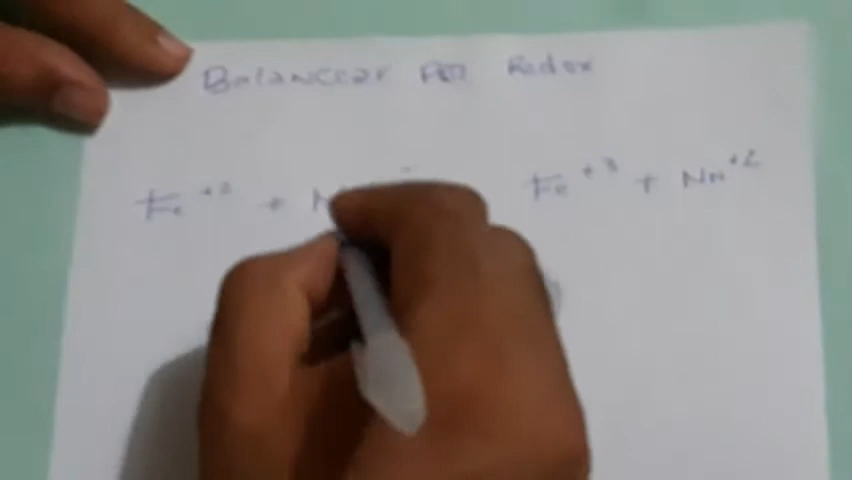 Balancear por Redox
Fe +2 + M Fe +3 + Mn +2